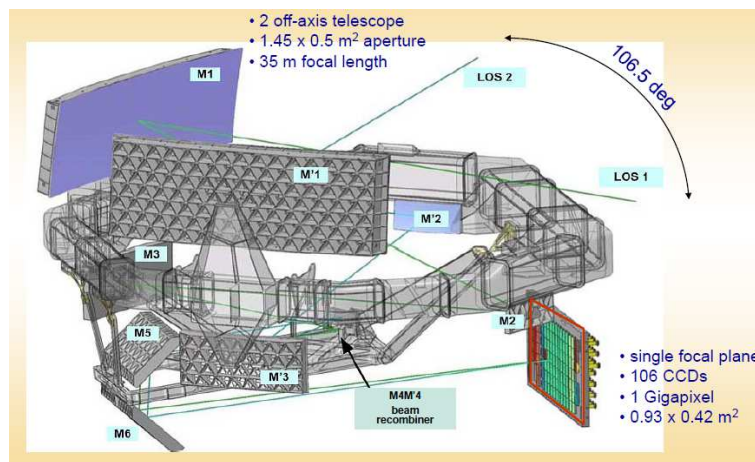 • 2 off-axis telescope
• 1.45 x 0.5 m² aperture
• 35 m focal length
M1
LOS 2
106.5 deg
M'1
LOS 1
M'2
M3
M2
M5
M'3
M4M'4
beam
recombiner
M6
• single focal plane
• 106 CCDs
• 1 Gigapixel
• 0.93 x 0.42 m²